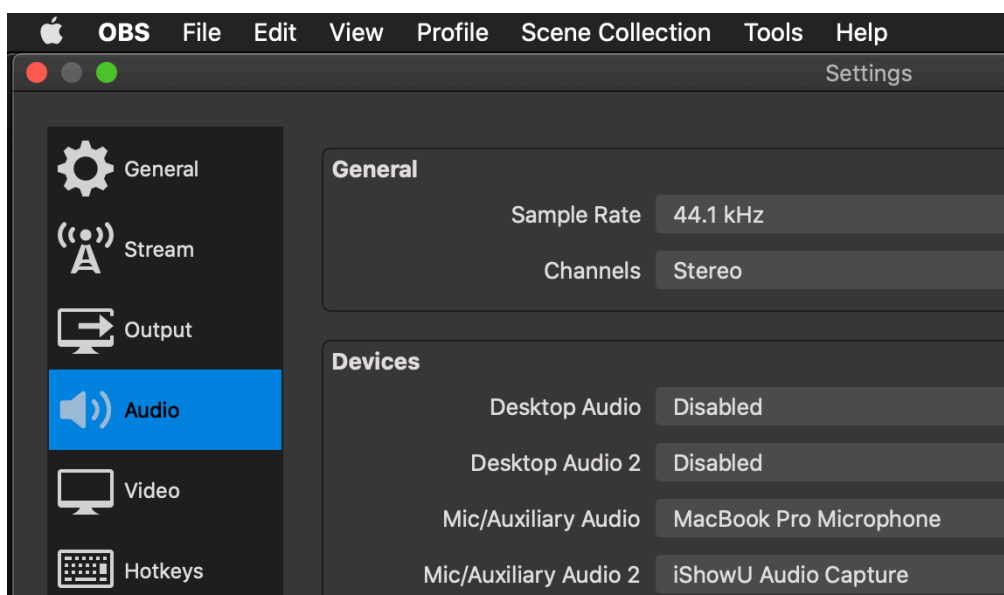 OBS File Edit View Profile Scene Collection Tools Help
Settings
General
Stream
Output
Audio
Video
Hotkeys
General
Sample Rate 44.1 kHz
Channels Stereo
Devices
Desktop Audio Disabled
Desktop Audio 2 Disabled
Mic/Auxiliary Audio MacBook Pro Microphone
Mic/Auxiliary Audio 2 iShowU Audio Capture